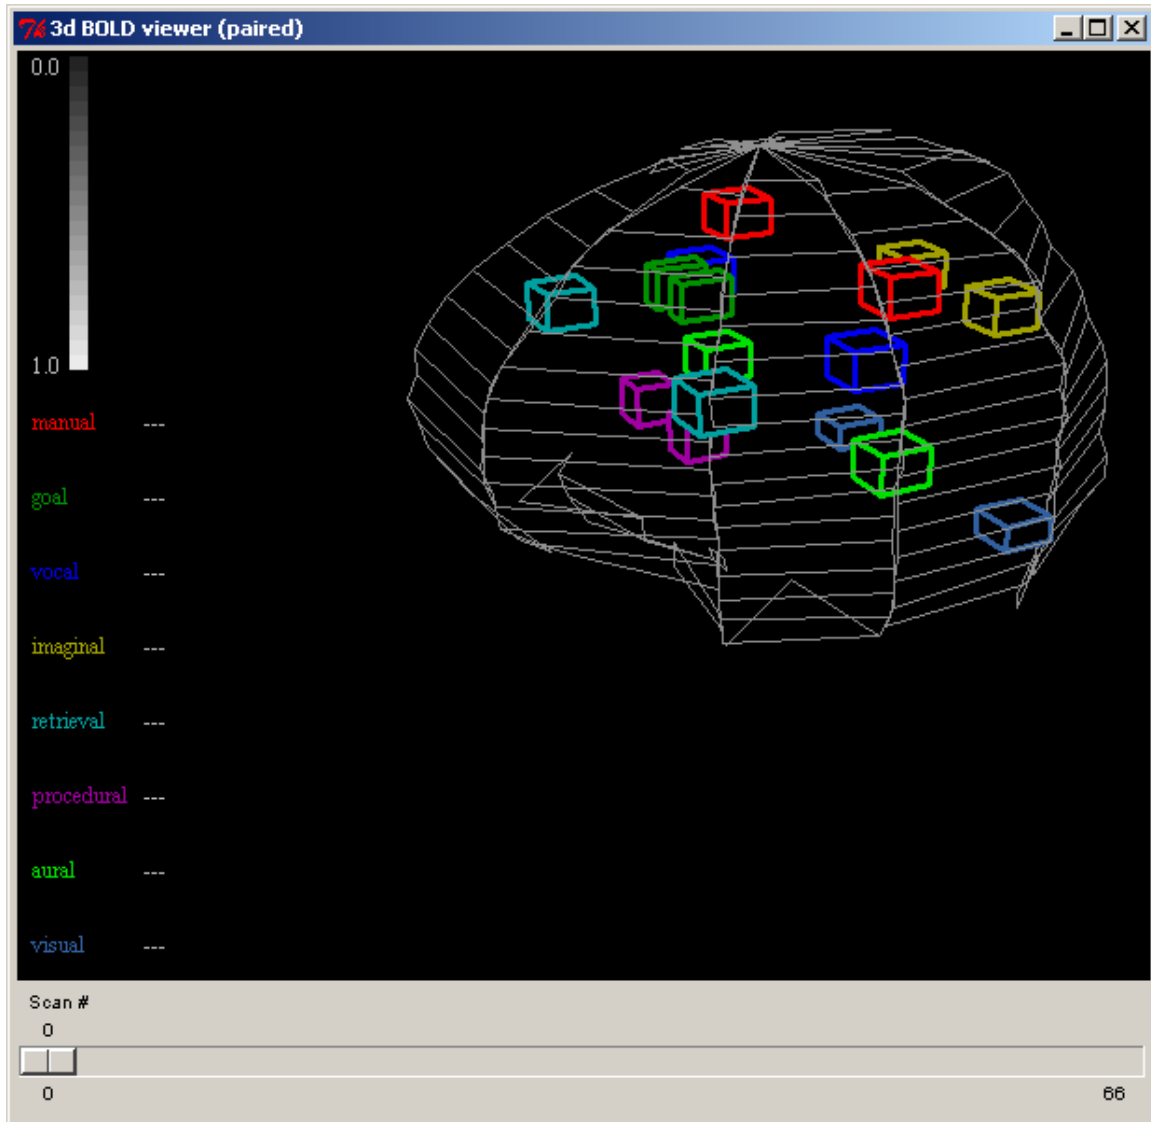 3d BOLD viewer (paired)
0.0
1.0
manual ---
goal ---
vocal ---
imaginal ---
retrieval ---
procedural ---
aural ---
visual ---
Scan #
0
0 66